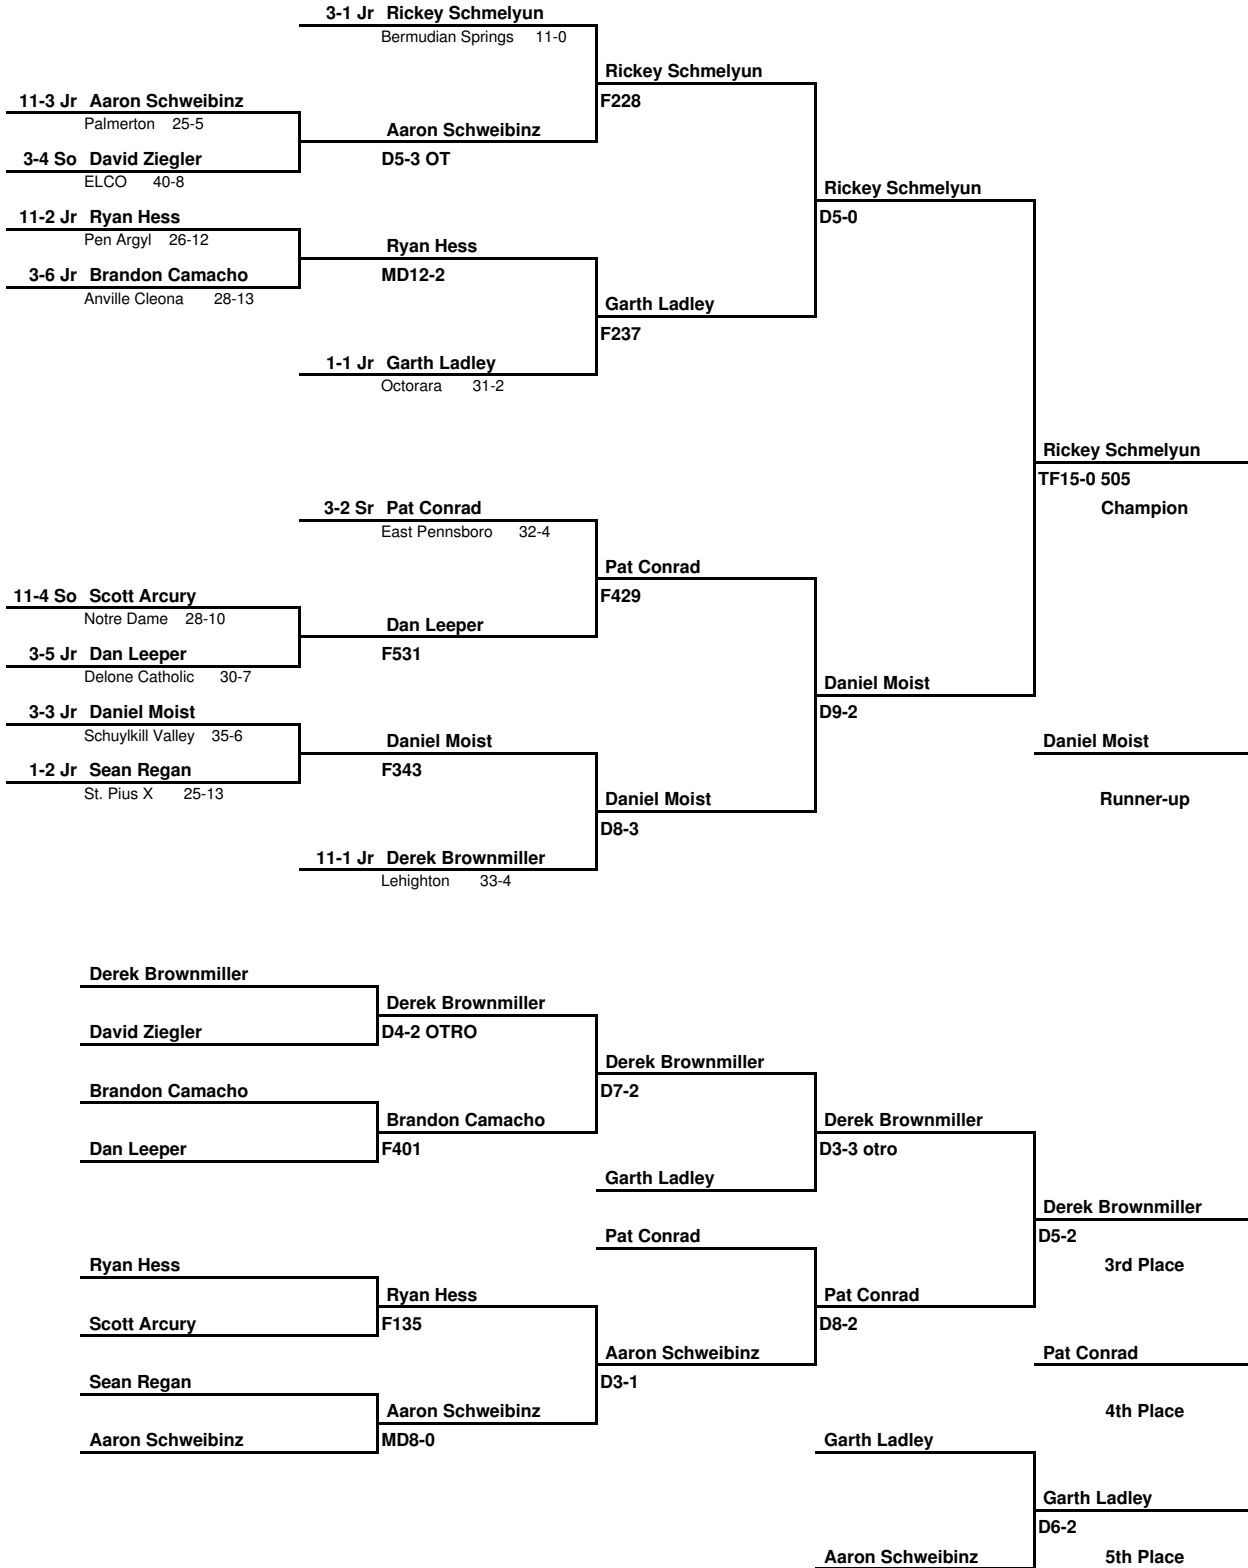 3-1 Jr Rickey Schmelyun
Bermudian Springs 11-0
Rickey Schmelyun
11-3 Jr Aaron Schweibinz
F228
Palmerton 25-5
Aaron Schweibinz
3-4 So David Ziegler
D5-3 OT
ELCO 40-8
Rickey Schmelyun
11-2 Jr Ryan Hess
D5-0
Pen Argyl 26-12
Ryan Hess
3-6 Jr Brandon Camacho
MD12-2
Anville Cleona 28-13
Garth Ladley
F237
1-1 Jr Garth Ladley
Octorara 31-2
Rickey Schmelyun
TF15-0 505
3-2 Sr Pat Conrad
Champion
East Pennsboro 32-4
Pat Conrad
11-4 So Scott Arcury
F429
Notre Dame 28-10
Dan Leeper
3-5 Jr Dan Leeper
F531
Delone Catholic 30-7
Daniel Moist
3-3 Jr Daniel Moist
D9-2
Schuylkill Valley 35-6
Daniel Moist
Daniel Moist
1-2 Jr Sean Regan
F343
St. Pius X 25-13
Daniel Moist
Runner-up
D8-3
11-1 Jr Derek Brownmiller
Lehighton 33-4
Derek Brownmiller
Derek Brownmiller
David Ziegler
D4-2 OTRO
Derek Brownmiller
Brandon Camacho
D7-2
Brandon Camacho
Derek Brownmiller
Dan Leeper
F401
D3-3 otro
Garth Ladley
Derek Brownmiller
Pat Conrad
D5-2
Ryan Hess
3rd Place
Ryan Hess
Pat Conrad
Scott Arcury
F135
D8-2
Aaron Schweibinz
Pat Conrad
Sean Regan
D3-1
Aaron Schweibinz
4th Place
Aaron Schweibinz
MD8-0
Garth Ladley
Garth Ladley
D6-2
Aaron Schweibinz
5th Place